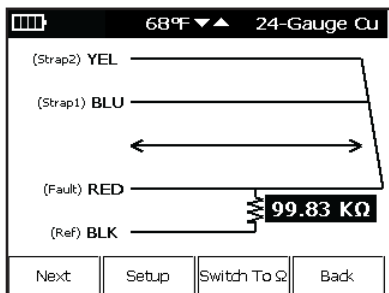 68°F ▼▲ 24-Gauge Cu
(Strap2) YEL
(Strap1) BLU
(Fault) RED
99.83 KΩ
(Ref) BLK
Next Setup Switch To Ω Back